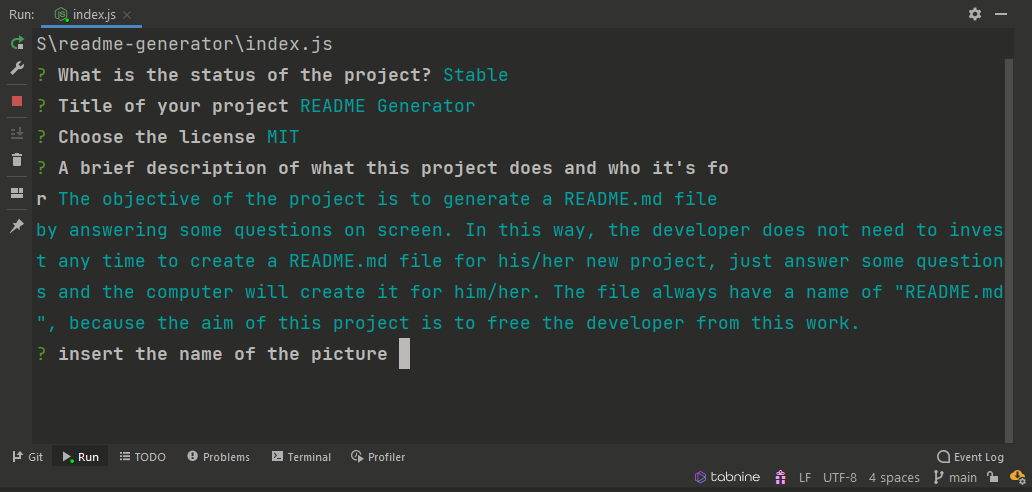 Run: index.js
S\readme-generator\index.js
? What is the status of the project? Stable
? Title of your project README Generator
? Choose the license MIT
? A brief description of what this project does and who it's fo
r The objective of the project is to generate a README.md file
by answering some questions on screen. In this way, the developer does not need to inves
t any time to create a README.md file for his/her new project, just answer some question
s and the computer will create it for him/her. The file always have a name of "README.md
", because the aim of this project is to free the developer from this work.
? insert the name of the picture
Git Run TODO Problems Terminal Profiler Event Log
tabnine LF UTF-8 4 spaces main